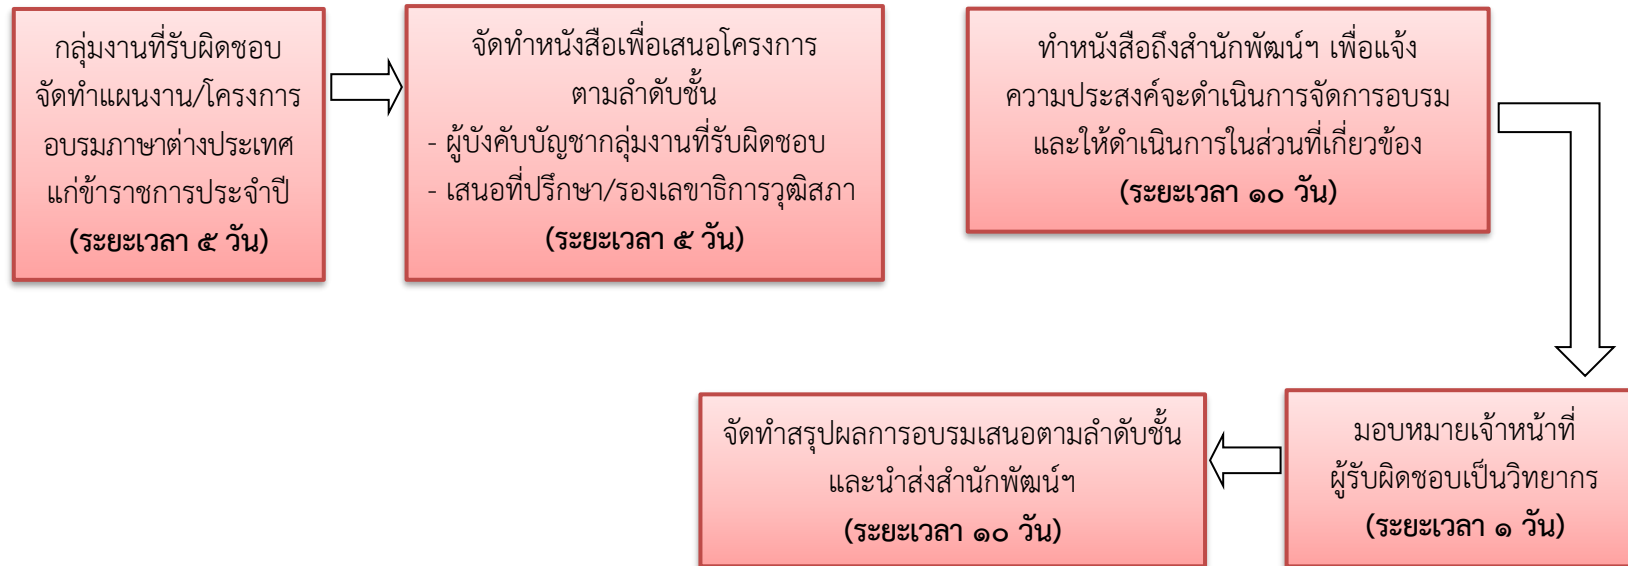 กลุ่มงานที่รับผิดชอบ
จัดทำแผนงาน/โครงการ
อบรมภาษาต่างประเทศ
แก่ข้าราชการประจำปี
(ระยะเวลา ๕ วัน)
จัดทำหนังสือเพื่อเสนอโครงการ
ตามลำดับชั้น
- ผู้บังคับบัญชากลุ่มงานที่รับผิดชอบ
- เสนอที่ปรึกษา/รองเลขาธิการวุฒิสภา
(ระยะเวลา ๕ วัน)
ทำหนังสือถึงสำนักพัฒน์ฯ เพื่อแจ้ง
ความประสงค์จะดำเนินการจัดการอบรม
และให้ดำเนินการในส่วนที่เกี่ยวข้อง
(ระยะเวลา ๑๐ วัน)
มอบหมายเจ้าหน้าที่
ผู้รับผิดชอบเป็นวิทยากร
(ระยะเวลา ๑ วัน)
จัดทำสรุปผลการอบรมเสนอตามลำดับชั้น
และนำส่งสำนักพัฒน์ฯ
(ระยะเวลา ๑๐ วัน)